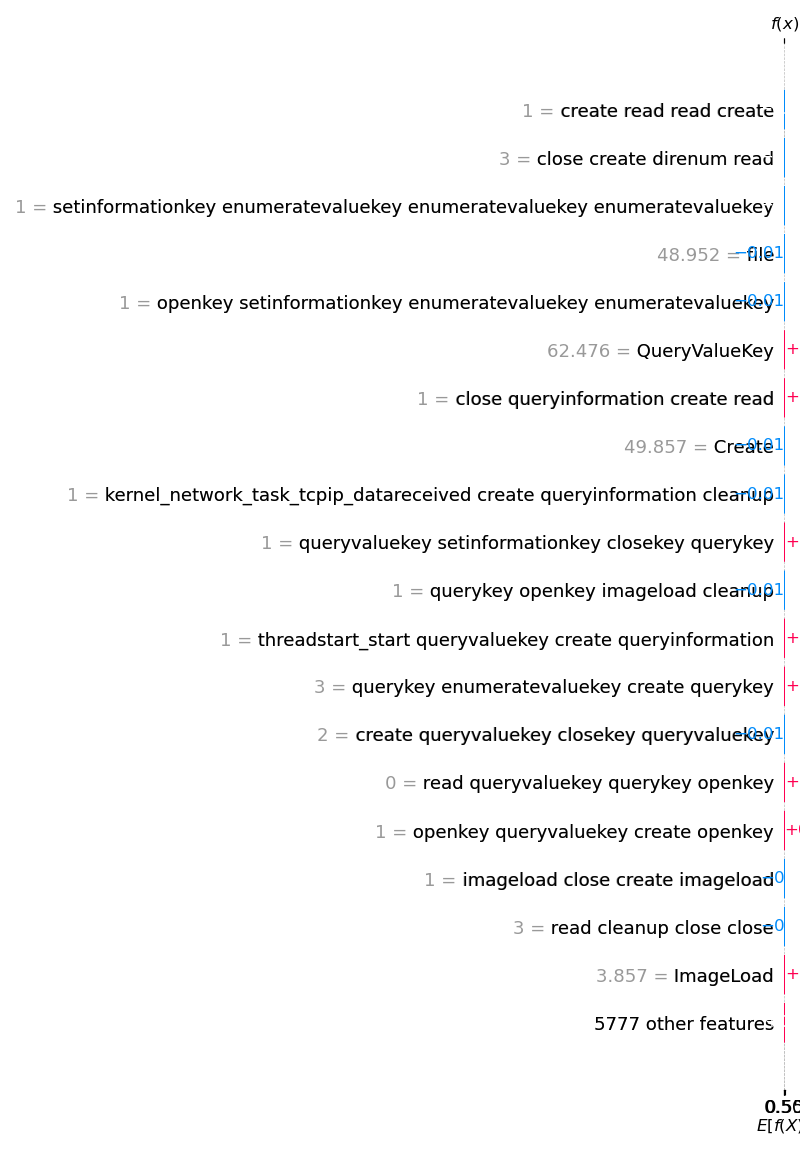 f(x)
1 = create read read create
3 = close create direnum read
1 = setinformationkey enumeratevaluekey enumeratevaluekey enumeratevaluekey
48.952 = file −0.01
1 = openkey setinformationkey enumeratevaluekey enumeratevaluekey −0.01
62.476 = QueryValueKey +
1 = close queryinformation create read +
49.857 = Create −0.01
1 = kernel_network_task_tcpip_datareceived create queryinformation cleanup −0.01
1 = queryvaluekey setinformationkey closekey querykey +
1 = querykey openkey imageload cleanup −0.01
1 = threadstart_start queryvaluekey create queryinformation +
3 = querykey enumeratevaluekey create querykey +
2 = create queryvaluekey closekey queryvaluekey −0.01
0 = read queryvaluekey querykey openkey +
1 = openkey queryvaluekey create openkey +
1 = imageload close create imageload −0
3 = read cleanup close close −0
3.857 = ImageLoad +
5777 other features
E[f(X)